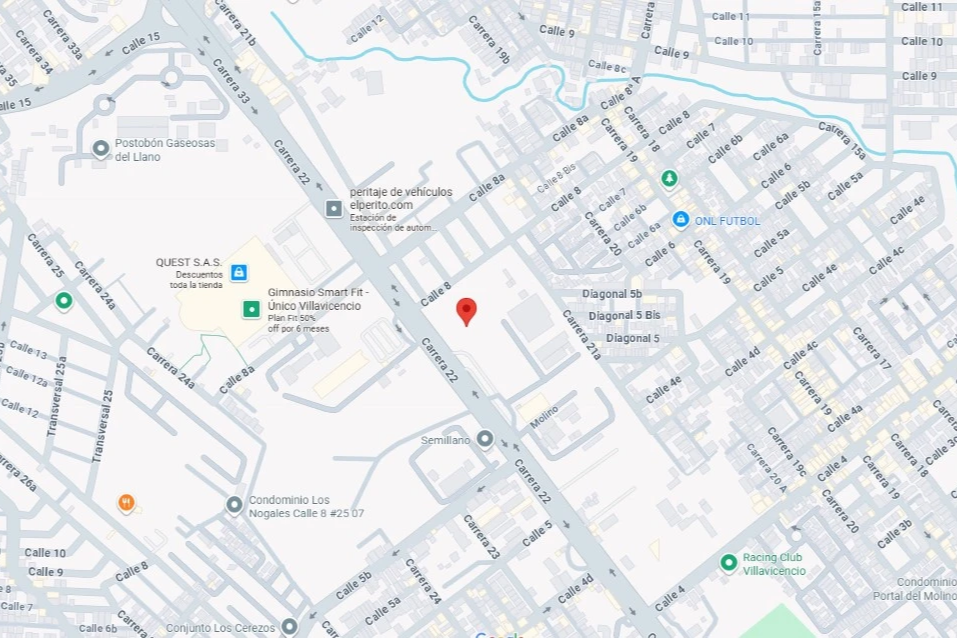 Carrera 33a
Carrera 34
Calle 15
Carrera 21b
Calle 12
Carrera 19b
Calle 9
Carrera
Calle 11
Carrera 15a
Calle 11
Calle 10
Calle 10
Calle 9
Calle 9
Calle 8c
Calle 8
A
Carrera 33
Calle 15
Postobón Gaseosas
del Llano
Carrera 22
Calle 8a
Carrera 18
Carrera 19
Calle 8
Calle 7
Calle 6b
Calle 6a
Carrera 15a
Calle 6
Calle 5b
Calle 5a
Calle 4e
Calle 8 Bis
Calle 8
Calle 8a
Calle 7
Calle 6b
Calle 6a
Calle 6
Carrera 20
peritaje de vehículos
elperito.com
Estación de
inspección de autom...
ONL FUTBOL
Carrera 19
Calle 5a
Calle 5
Calle 4e
Calle 4c
Carrera 25
Carrera 24a
QUEST S.A.S.
Descuentos
toda la tienda
Gimnasio Smart Fit -
Único Villavicencio
Plan Fit 50%
off por 6 meses
Calle 8
Diagonal 5b
Diagonal 5 Bis
Diagonal 5
Carrera 21a
Carrera 22
Calle 4e
Calle 4d
Calle 4c
Carrera 17
Calle 13
Calle 12a
Calle 12
Transversal 25a
Transversal 25
Carrera 24a
Calle 8a
Carrera 19
Calle 4a
Carrera 19c
Carrera 20 A
Calle 4
Carrera 18
Carrera
Calle 3c
Molino
Semillano
Carrera 22
Carrera 26a
Condominio Los
Nogales Calle 8 #25 07
Carrera 19
Carrera 20
Calle 3b
Carrera 23
Calle 5
Calle 10
Calle 9
Calle 8
Calle 7
Calle 6b
Carrera
Calle 5b
Calle 5a
Carrera 24
Calle 4d
Calle 4
Racing Club
Villavicencio
Condominio
Portal del Molino
Conjunto Los Cerezos
Google